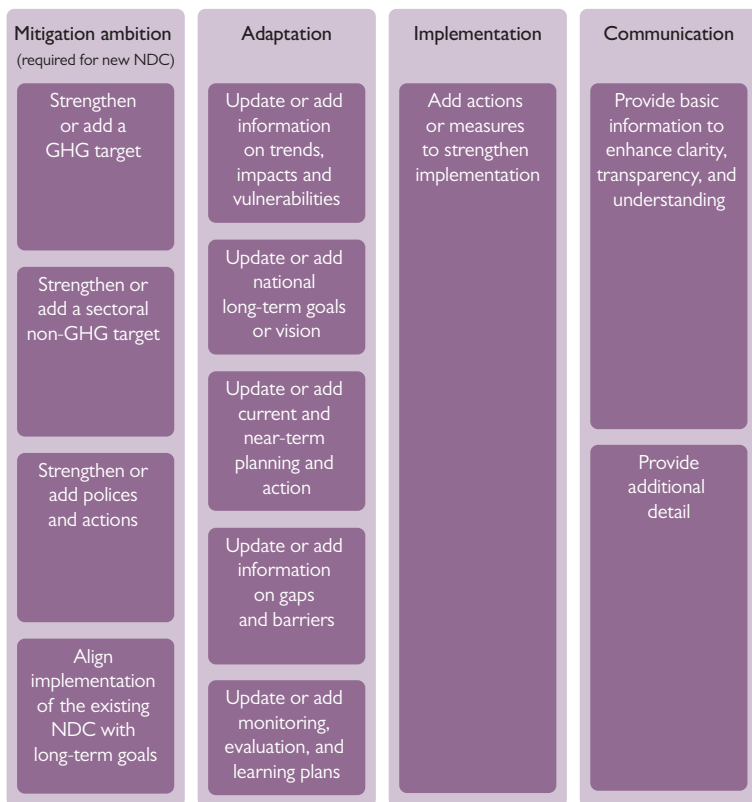 Mitigation ambition
(required for new NDC)
Strengthen
or add a
GHG target
Strengthen or
add a sectoral
non-GHG target
Strengthen or
add polices
and actions
Align
implementation
of the existing
NDC with
long-term goals
Adaptation
Update or add
information
on trends,
impacts and
vulnerabilities
Update or add
national
long-term goals
or vision
Update or add
current and
near-term
planning and
action
Update or add
information
on gaps
and barriers
Update or add
monitoring,
evaluation, and
learning plans
Implementation
Add actions
or measures
to strengthen
implementation
Communication
Provide basic
information to
enhance clarity,
transparency, and
understanding
Provide
additional
detail